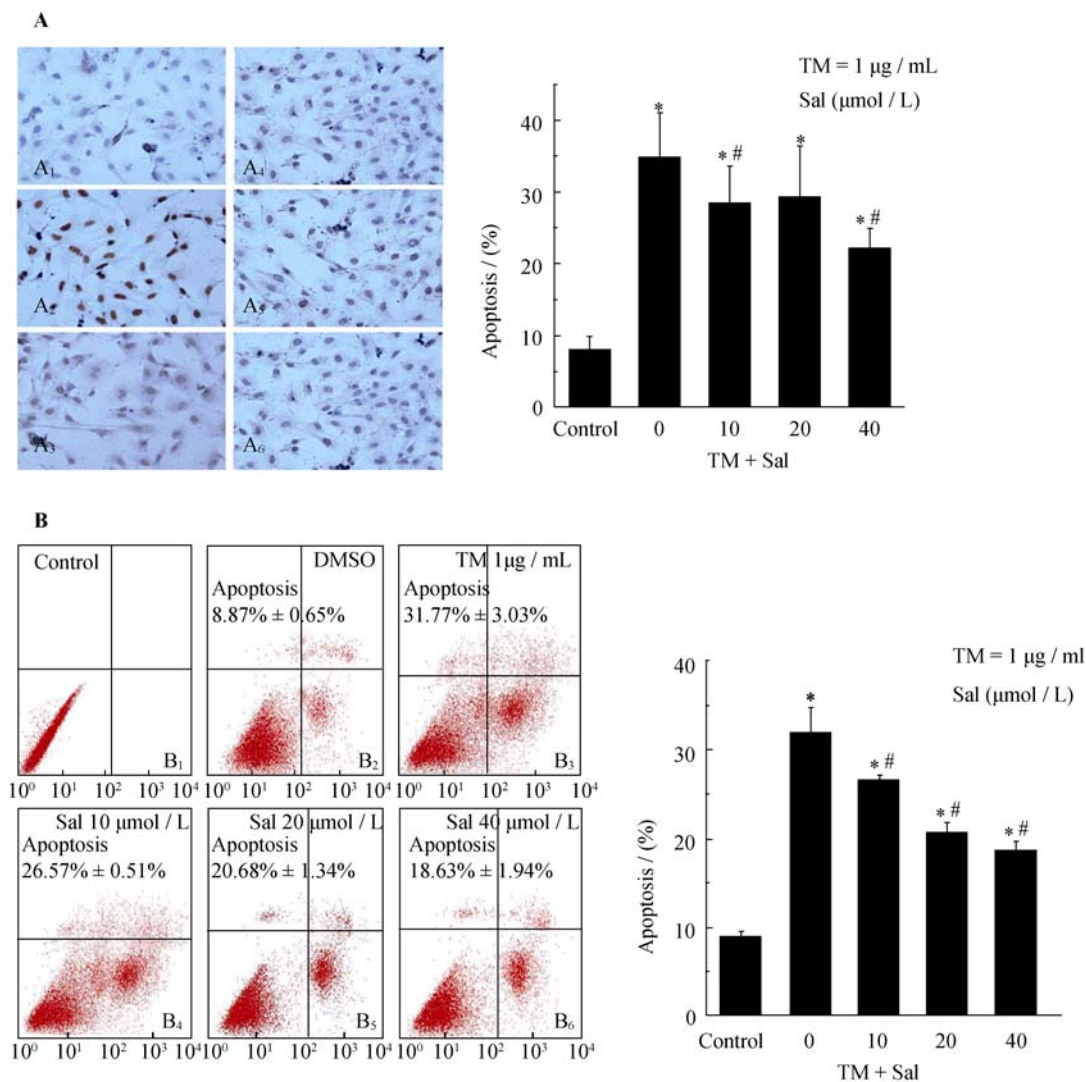 A
A₁
A₄
A₂
A₅
A₃
A₆
TM = 1 μg / mL
Sal (μmol / L)
Apoptosis / (%)
40
30
20
10
0
*
* #
*
* #
Control 0 10 20 40
TM + Sal
B
Control
B₁
10⁰ 10¹ 10² 10³ 10⁴
DMSO
Apoptosis
8.87% ± 0.65%
B₂
10⁰ 10¹ 10² 10³ 10⁴
TM 1μg / mL
Apoptosis
31.77% ± 3.03%
B₃
10⁰ 10¹ 10² 10³ 10⁴
Sal 10 μmol / L
Apoptosis
26.57% ± 0.51%
B₄
10⁰ 10¹ 10² 10³ 10⁴
Sal 20 μmol / L
Apoptosis
20.68% ± 1.34%
B₅
10⁰ 10¹ 10² 10³ 10⁴
Sal 40 μmol / L
Apoptosis
18.63% ± 1.94%
B₆
10⁰ 10¹ 10² 10³ 10⁴
TM = 1 μg / ml
Sal (μmol / L)
Apoptosis / (%)
40
30
20
10
0
*
* #
* #
* #
Control 0 10 20 40
TM + Sal